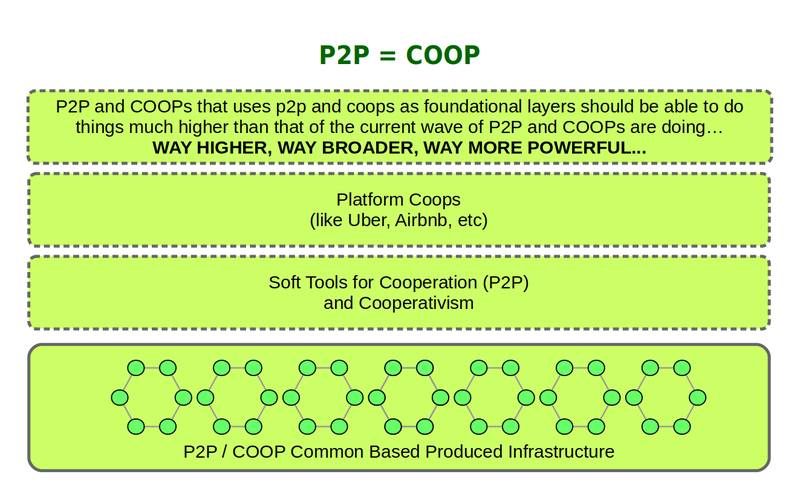 P2P = COOP
P2P and COOPs that uses p2p and coops as foundational layers should be able to do
things much higher than that of the current wave of P2P and COOPs are doing...
WAY HIGHER, WAY BROADER, WAY MORE POWERFUL...
Platform Coops
(like Uber, Airbnb, etc)
Soft Tools for Cooperation (P2P)
and Cooperativism
P2P / COOP Common Based Produced Infrastructure